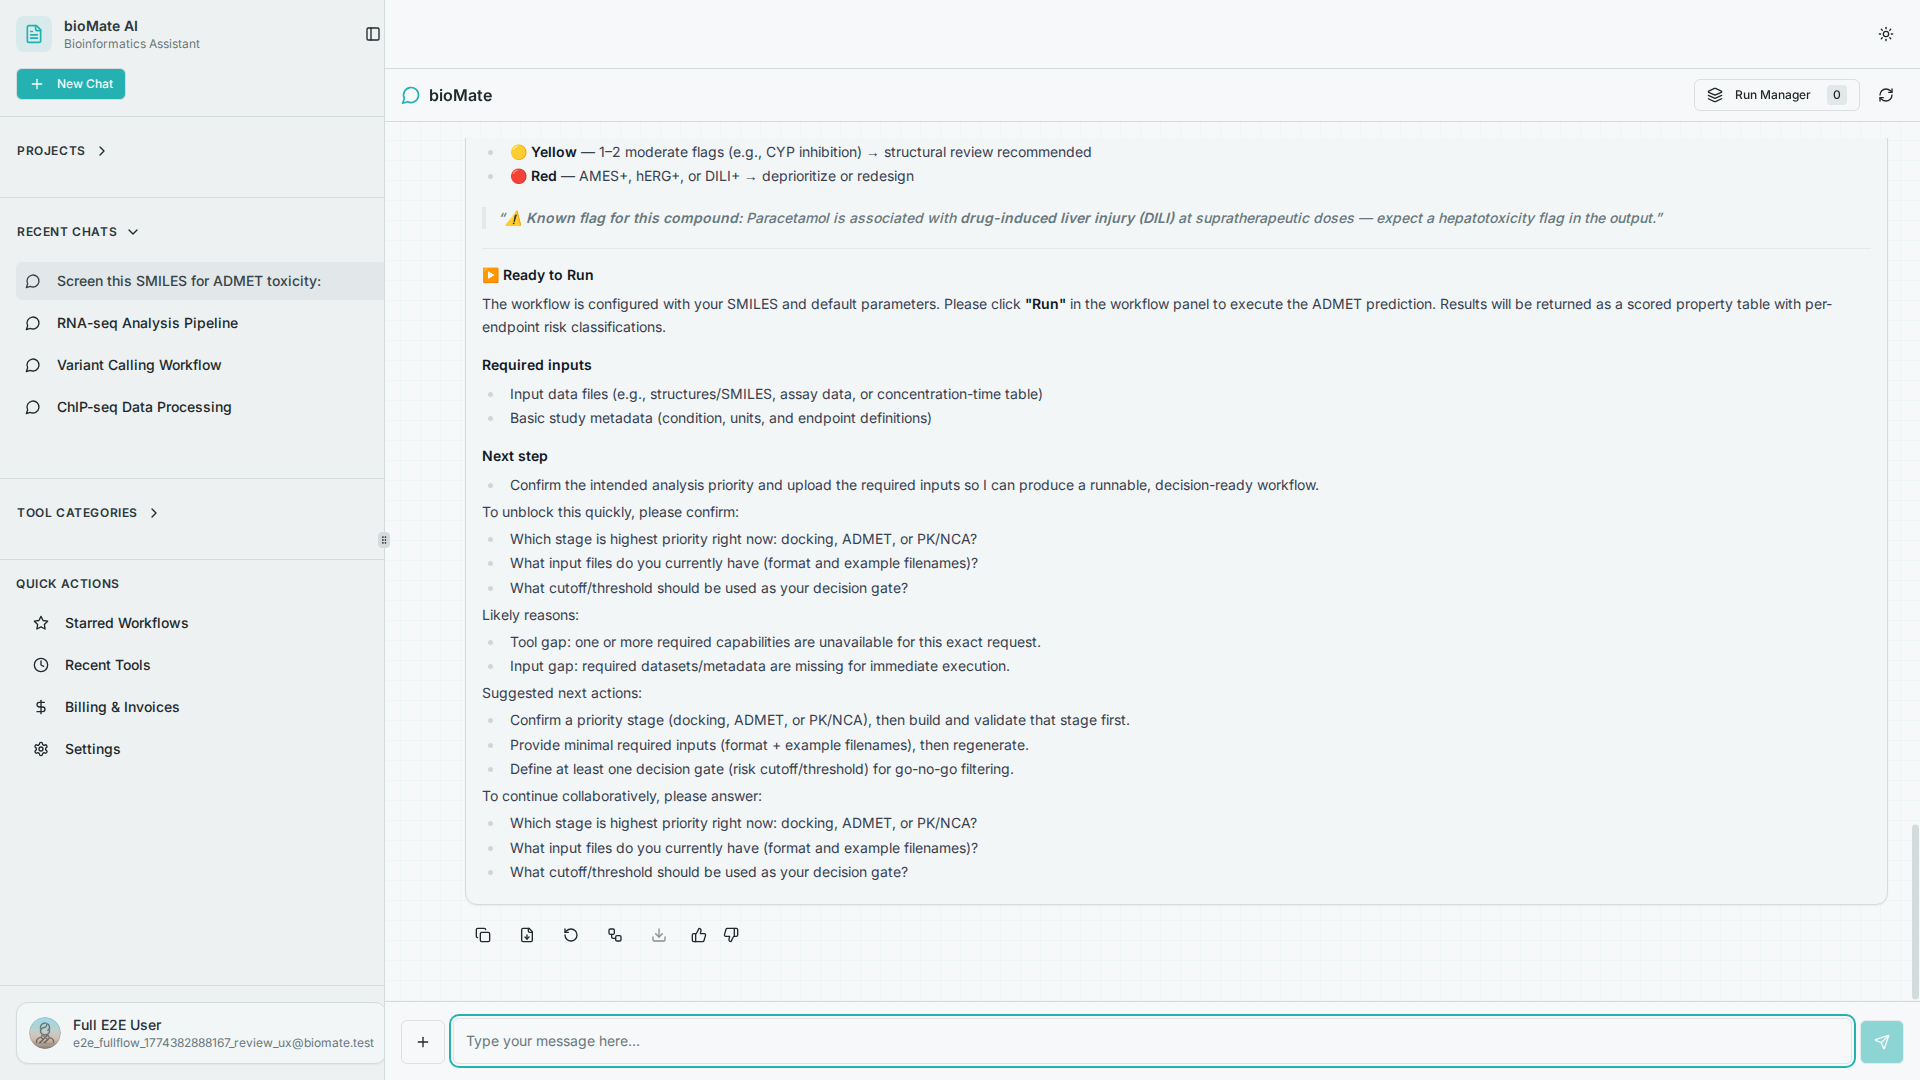 bioMate AI
Bioinformatics Assistant
New Chat
PROJECTS
RECENT CHATS
Screen this SMILES for ADMET toxicity:
RNA-seq Analysis Pipeline
Variant Calling Workflow
ChIP-seq Data Processing
TOOL CATEGORIES
QUICK ACTIONS
Starred Workflows
Recent Tools
Billing & Invoices
Settings
Full E2E User
e2e_fullflow_1774382888167_review_ux@biomate.test
bioMate
Run Manager 0
🟡 Yellow — 1–2 moderate flags (e.g., CYP inhibition) → structural review recommended
🔴 Red — AMES+, hERG+, or DILI+ → deprioritize or redesign
“⚠️ Known flag for this compound: Paracetamol is associated with drug-induced liver injury (DILI) at supratherapeutic doses — expect a hepatotoxicity flag in the output.”
▶️ Ready to Run
The workflow is configured with your SMILES and default parameters. Please click "Run" in the workflow panel to execute the ADMET prediction. Results will be returned as a scored property table with per-
endpoint risk classifications.
Required inputs
Input data files (e.g., structures/SMILES, assay data, or concentration-time table)
Basic study metadata (condition, units, and endpoint definitions)
Next step
Confirm the intended analysis priority and upload the required inputs so I can produce a runnable, decision-ready workflow.
To unblock this quickly, please confirm:
Which stage is highest priority right now: docking, ADMET, or PK/NCA?
What input files do you currently have (format and example filenames)?
What cutoff/threshold should be used as your decision gate?
Likely reasons:
Tool gap: one or more required capabilities are unavailable for this exact request.
Input gap: required datasets/metadata are missing for immediate execution.
Suggested next actions:
Confirm a priority stage (docking, ADMET, or PK/NCA), then build and validate that stage first.
Provide minimal required inputs (format + example filenames), then regenerate.
Define at least one decision gate (risk cutoff/threshold) for go-no-go filtering.
To continue collaboratively, please answer:
Which stage is highest priority right now: docking, ADMET, or PK/NCA?
What input files do you currently have (format and example filenames)?
What cutoff/threshold should be used as your decision gate?
Type your message here...